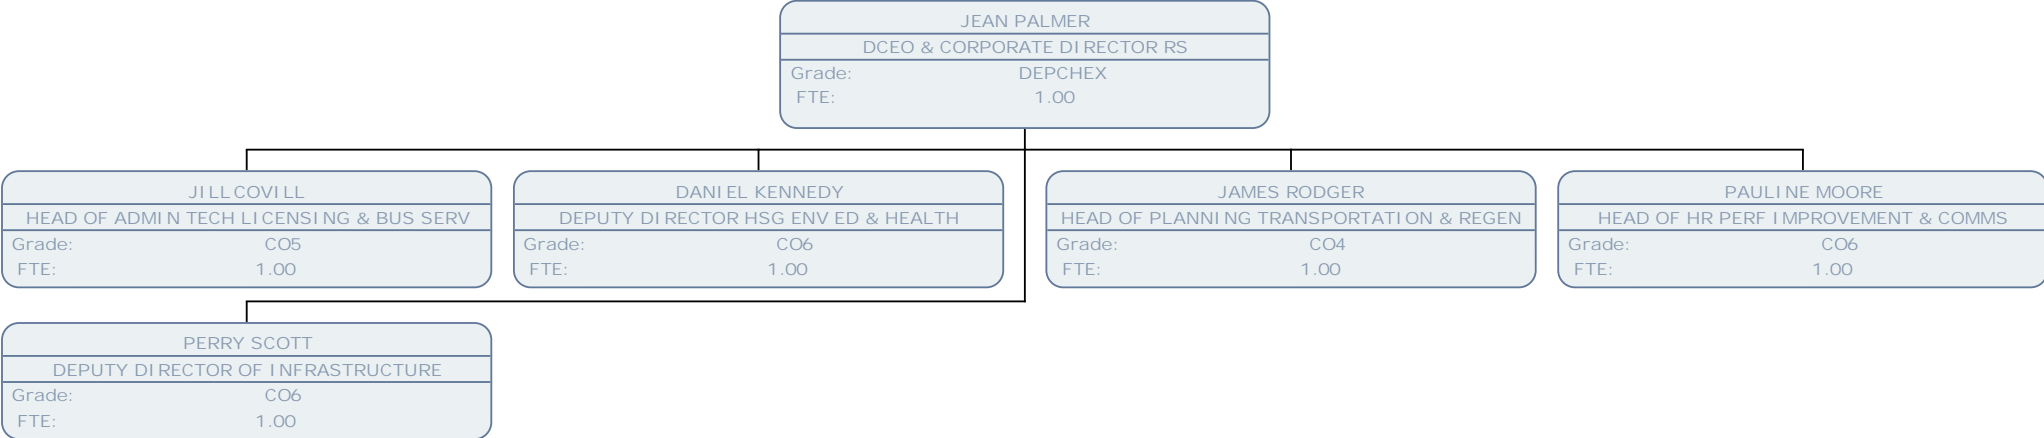 JEAN PALMER
DCEO & CORPORATE DIRECTOR RS
Grade: DEPCHEX
FTE: 1.00
JILL COVILL
HEAD OF ADMIN TECH LICENSING & BUS SERV
Grade: CO5
FTE: 1.00
DANIEL KENNEDY
DEPUTY DIRECTOR HSG ENV ED & HEALTH
Grade: CO6
FTE: 1.00
JAMES RODGER
HEAD OF PLANNING TRANSPORTATION & REGEN
Grade: CO4
FTE: 1.00
PAULINE MOORE
HEAD OF HR PERF IMPROVEMENT & COMMS
Grade: CO6
FTE: 1.00
PERRY SCOTT
DEPUTY DIRECTOR OF INFRASTRUCTURE
Grade: CO6
FTE: 1.00